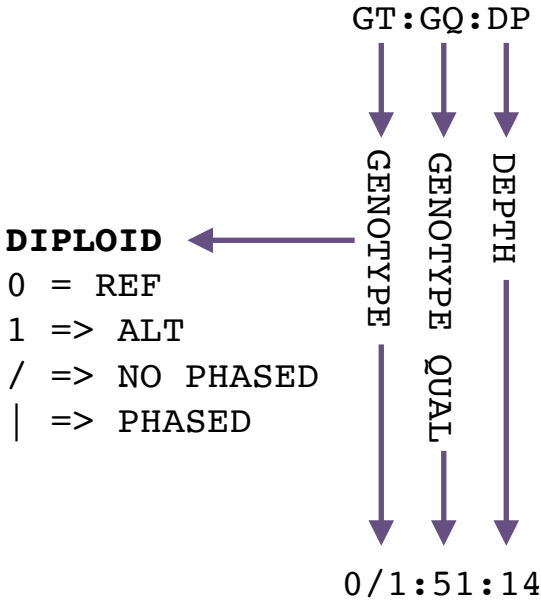 GT:GQ:DP
GENOTYPE
GENOTYPE QUAL
DEPTH
DIPLOID
0 = REF
1 => ALT
/ => NO PHASED
| => PHASED
0/1:51:14